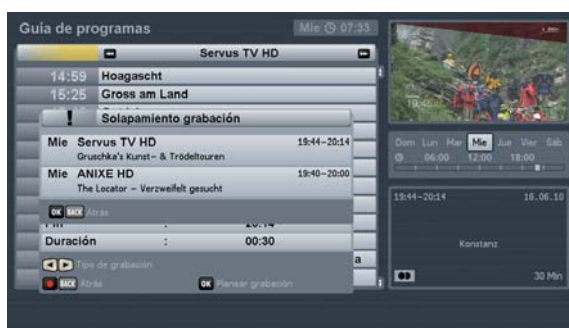 Guia de programas
Mie 07:33
Servus TV HD
14:59 Hoagascht
15:25 Gross am Land
! Solapamiento grabación
Mie Servus TV HD 19:44-20:14
Gruschka's Kunst- & Trödeltouren
Mie ANIXE HD 19:40-20:00
The Locator - Verzweifelt gesucht
OK BACK Atrás
Duración : 00:30
Tipo de grabación
BACK Atrás
OK Planear grabación
19:45
Dom Lun Mar Mie Jue Vier Sáb
06:00 12:00 18:00
19:44-20:14 16.06.10
Konstanz
30 Min